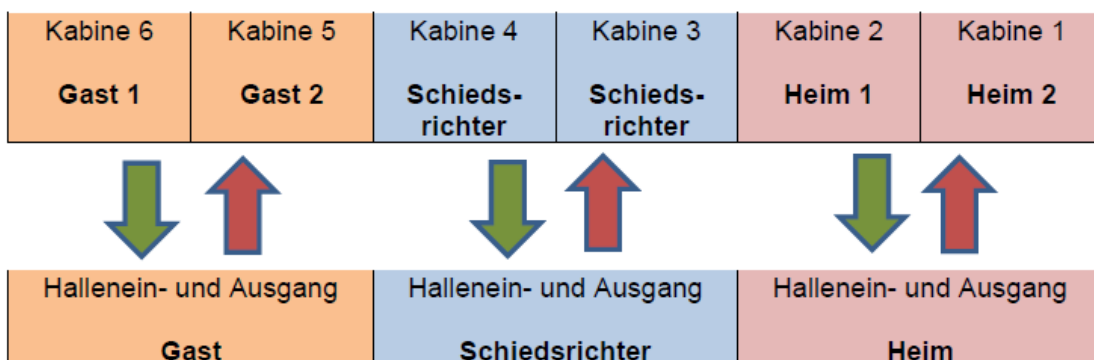 Kabine 6 Kabine 5 Kabine 4 Kabine 3 Kabine 2 Kabine 1
Gast 1 Gast 2 Schieds- Schieds- Heim 1 Heim 2
richter richter
Hallenein- und Ausgang Hallenein- und Ausgang Hallenein- und Ausgang
Gast Schiedsrichter Heim